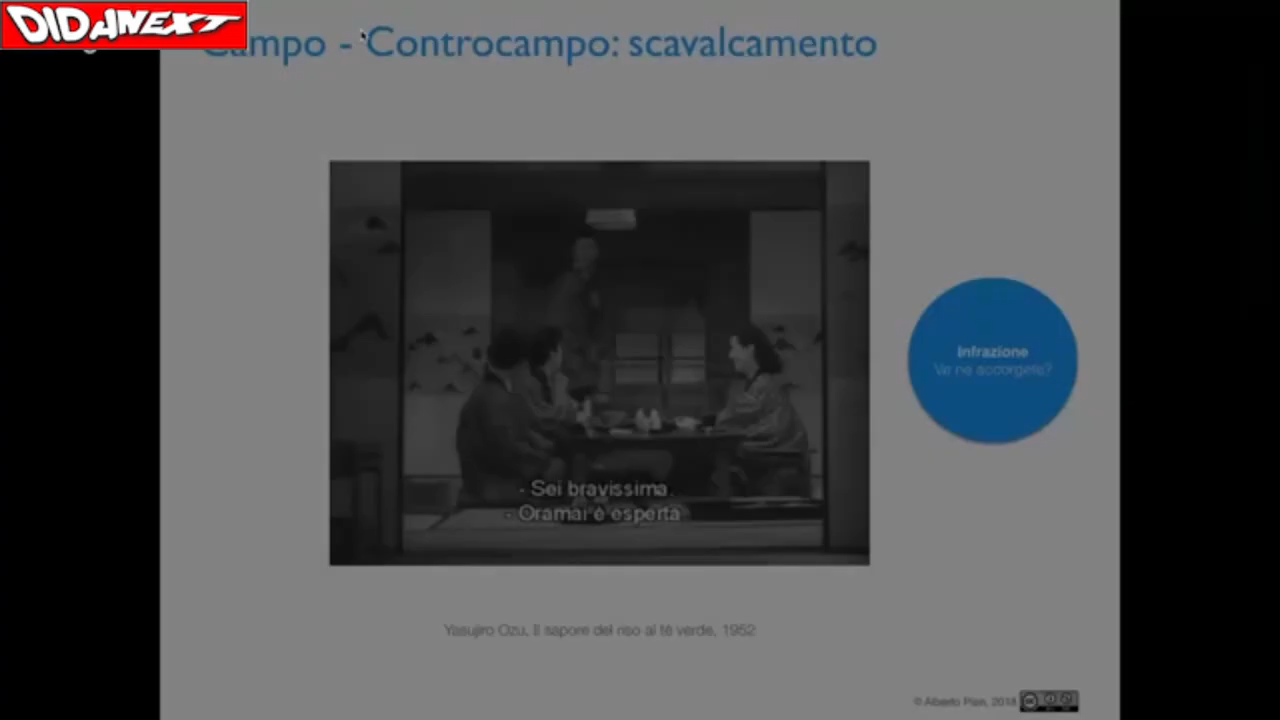 DIDANEXT
Campo - Controcampo: scavalcamento
Infrazione
Ve ne accorgete?
- Sei bravissima.
- Oramai è esperta
Yasujiro Ozu, Il sapore del riso al tè verde, 1952
© Alberto Pian, 2018